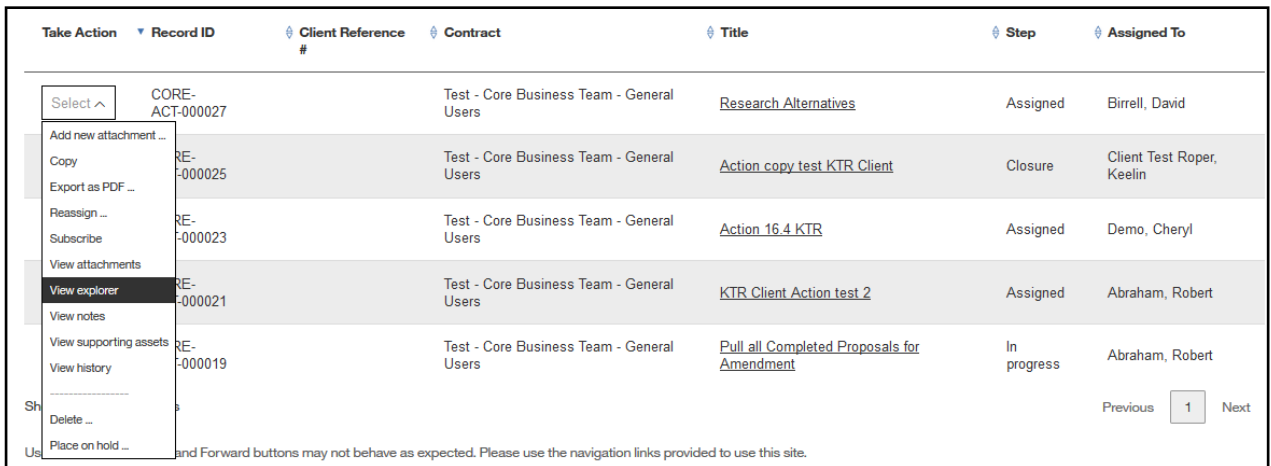 Take Action Record ID Client Reference Contract Title Step Assigned To
#
Select CORE- Test - Core Business Team - General Research Alternatives Assigned Birrell, David
ACT-000027 Users
Add new attachment ...
Copy RE- Test - Core Business Team - General Action copy test KTR Client Closure Client Test Roper,
-000025 Users Keelin
Export as PDF ...
Reassign ...
RE- Test - Core Business Team - General Action 16.4 KTR Assigned Demo, Cheryl
Subscribe -000023 Users
View attachments
View explorer RE- Test - Core Business Team - General KTR Client Action test 2 Assigned Abraham, Robert
-000021 Users
View notes
View supporting assets RE- Test - Core Business Team - General Pull all Completed Proposals for In Abraham, Robert
View history -000019 Users Amendment progress
------------------
Sh s Previous 1 Next
Delete ...
Place on hold ...
Us and Forward buttons may not behave as expected. Please use the navigation links provided to use this site.